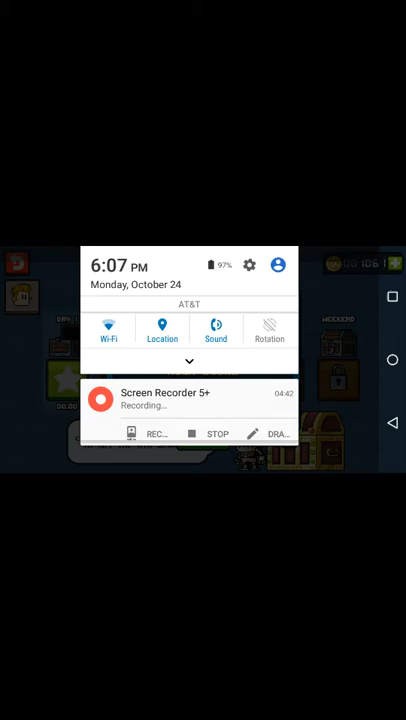 6:07 PM
97%
Monday, October 24
AT&T
Wi-Fi
Location
Sound
Rotation
WEEKEND
Screen Recorder 5+
04:42
Recording...
REC...
STOP
DRA...